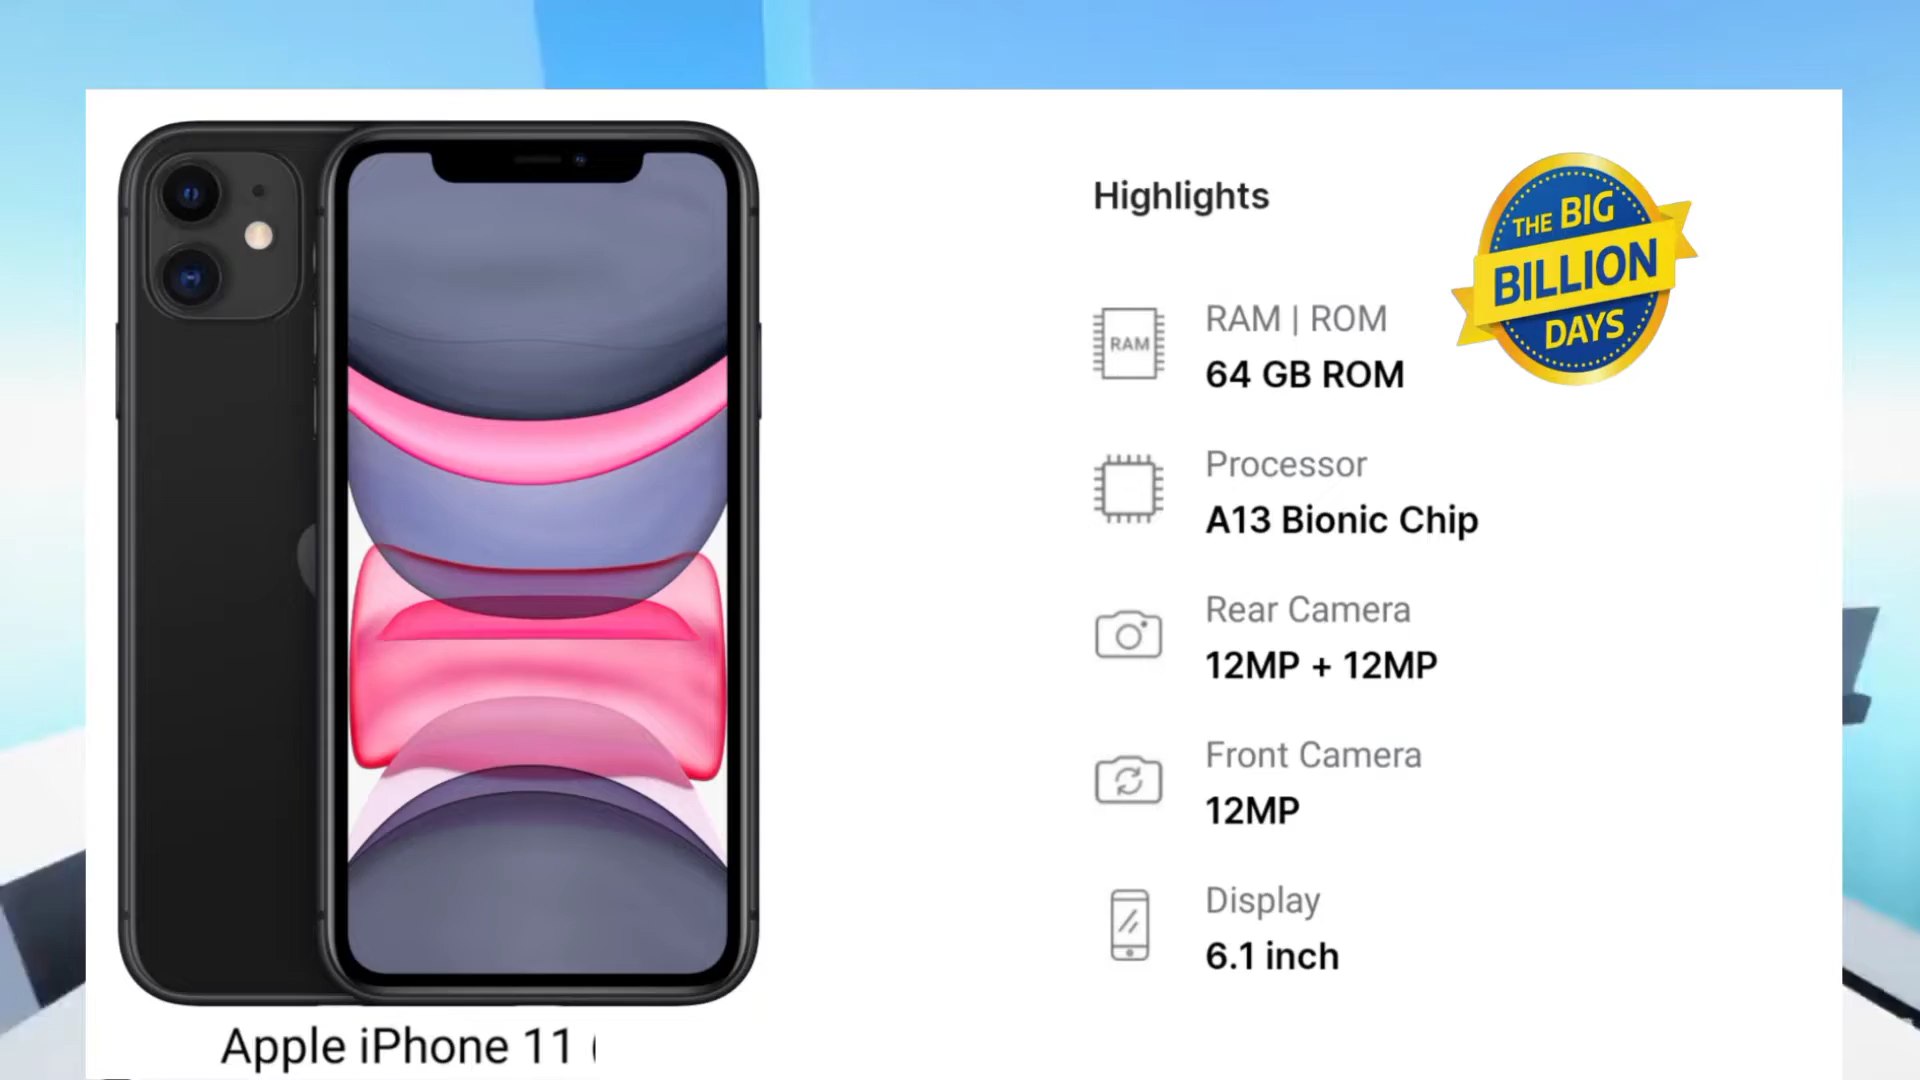 Highlights
THE BIG
BILLION
DAYS
RAM
RAM | ROM
64 GB ROM
Processor
A13 Bionic Chip
Rear Camera
12MP + 12MP
Front Camera
12MP
Display
6.1 inch
Apple iPhone 11 (